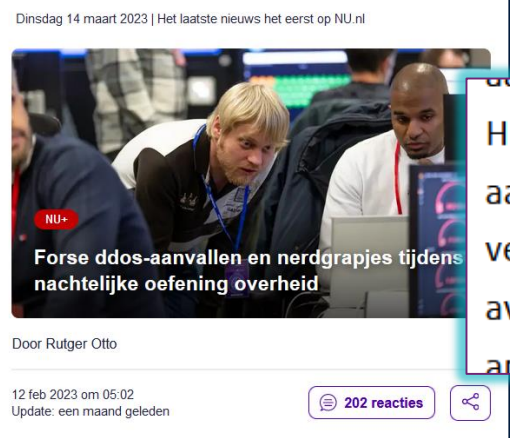 Dinsdag 14 maart 2023 | Het laatste nieuws het eerst op NU.nl
NU+
Forse ddos-aanvallen en nerdgrapjes tijdens
nachtelijke oefening overheid
Door Rutger Otto
12 feb 2023 om 05:02
Update: een maand geleden
202 reacties